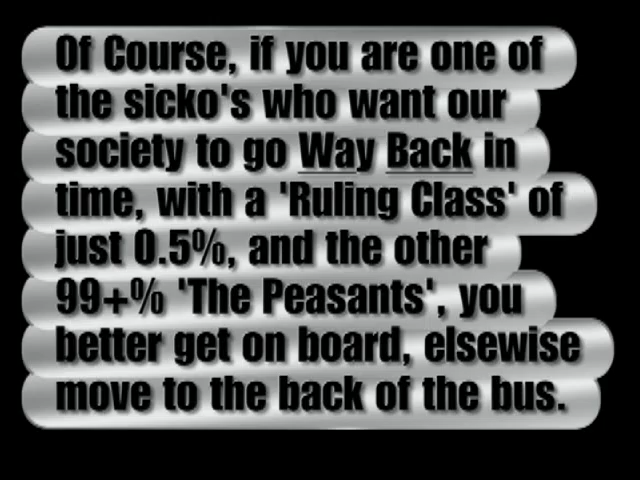 Of Course, if you are one of
the sicko's who want our
society to go Way Back in
time, with a 'Ruling Class' of
just 0.5%, and the other
99+% 'The Peasants', you
better get on board, elsewise
move to the back of the bus.